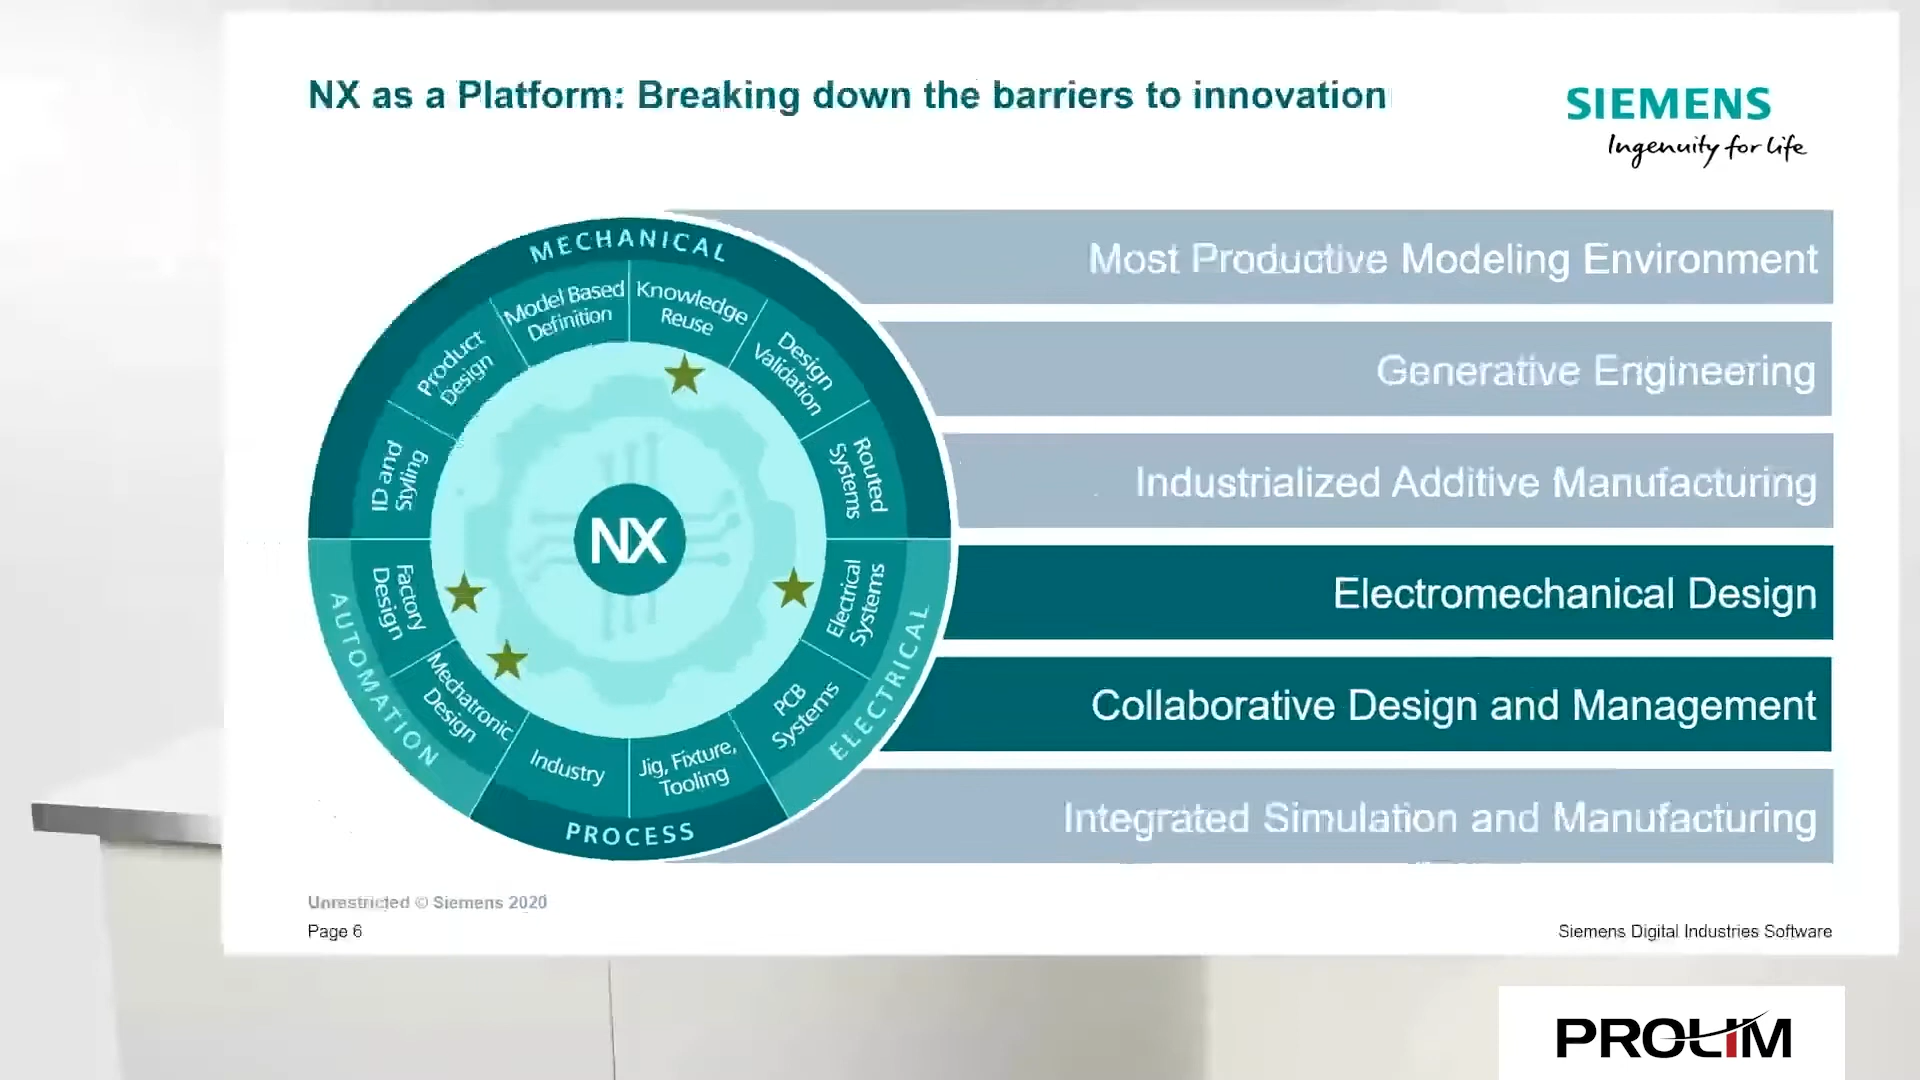 NX as a Platform: Breaking down the barriers to innovation
SIEMENS
Ingenuity for life
MECHANICAL
Model Based
Definition
Knowledge
Reuse
Product
Design
Design
Validation
ID and
Styling
Routed
Systems
NX
Factory
Design
Electrical
Systems
AUTOMATION
ELECTRICAL
Mechatronic
Design
PCB
Systems
Industry
Jig, Fixture,
Tooling
PROCESS
Most Productive Modeling Environment
Generative Engineering
Industrialized Additive Manufacturing
Electromechanical Design
Collaborative Design and Management
Integrated Simulation and Manufacturing
Unrestricted © Siemens 2020
Page 6
Siemens Digital Industries Software
PROLIM